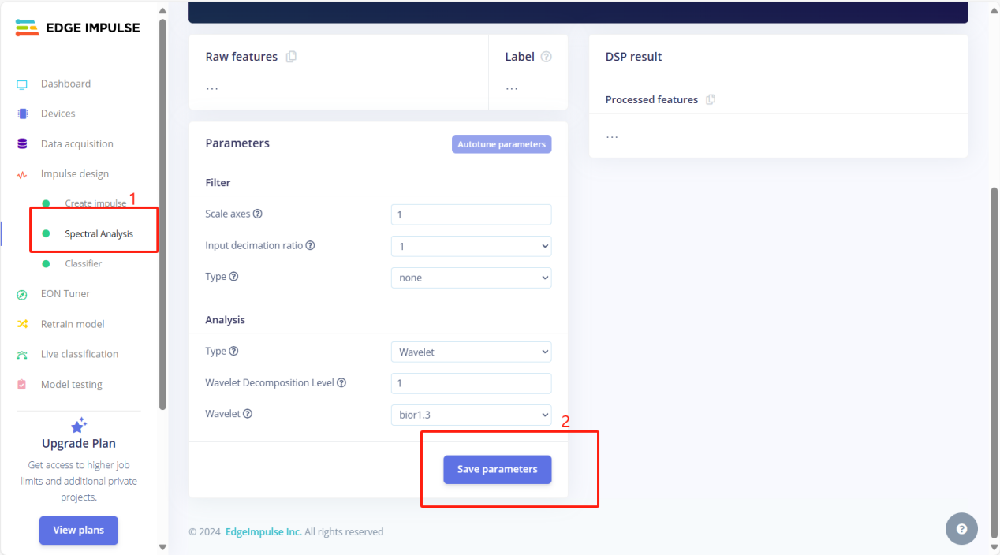 EDGE IMPULSE
Dashboard
Devices
Data acquisition
Impulse design
Create impulse
1
Spectral Analysis
Classifier
EON Tuner
Retrain model
Live classification
Model testing
Upgrade Plan
Get access to higher job
limits and additional private
projects.
View plans
Raw features
...
Label ?
...
Parameters
Autotune parameters
Filter
Scale axes ? 1
Input decimation ratio ? 1
Type ? none
Analysis
Type ? Wavelet
Wavelet Decomposition Level ? 1
Wavelet ? bior1.3
2
Save parameters
DSP result
Processed features
...
© 2024 EdgeImpulse Inc. All rights reserved
?